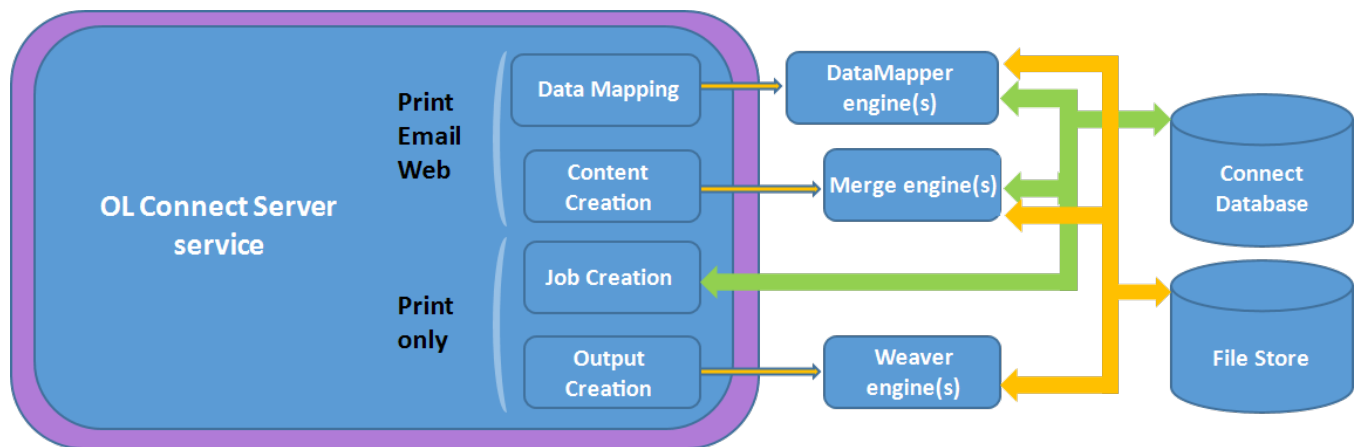 OL Connect Server
service
Print
Email
Web
Print
only
Data Mapping
Content
Creation
Job Creation
Output
Creation
DataMapper
engine(s)
Merge engine(s)
Weaver
engine(s)
Connect
Database
File Store